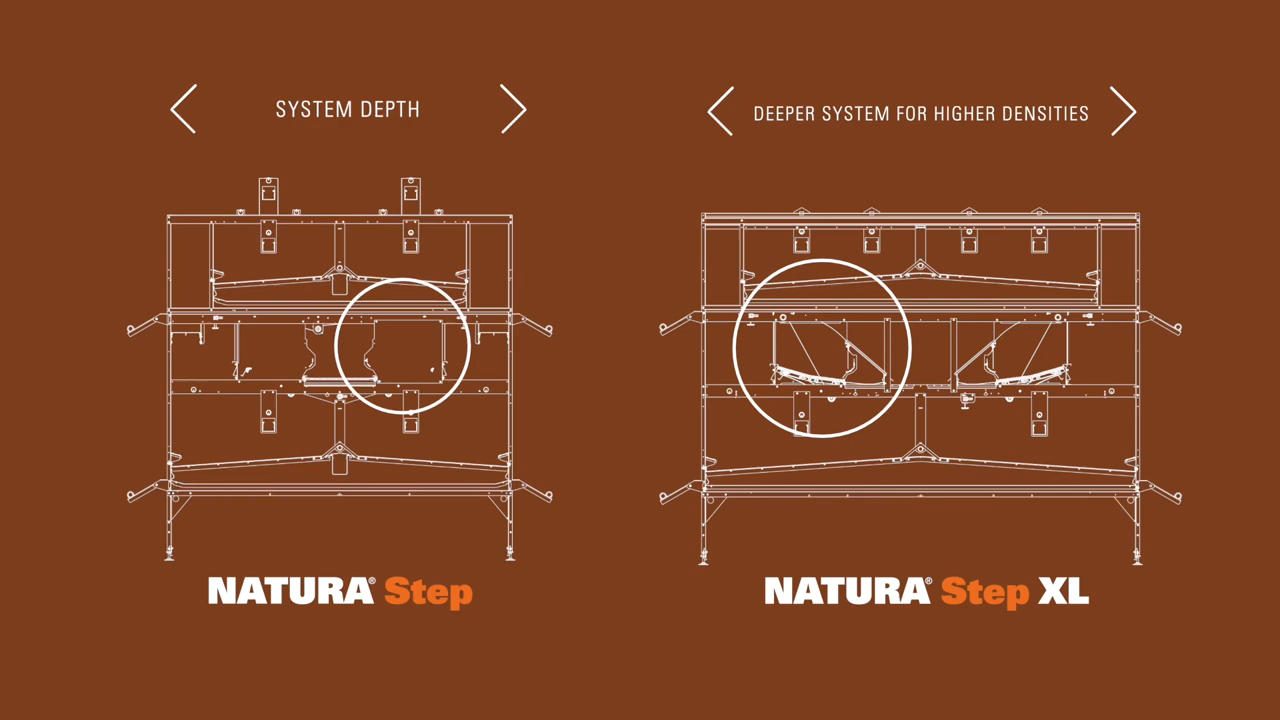 SYSTEM DEPTH
DEEPER SYSTEM FOR HIGHER DENSITIES
NATURA® Step
NATURA® Step XL